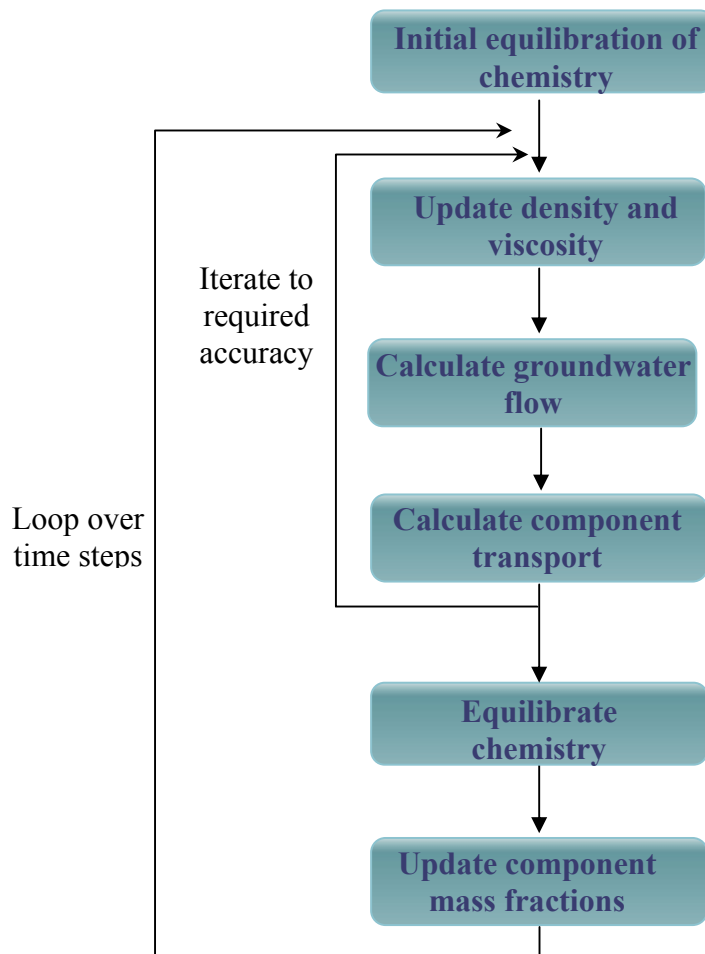 Initial equilibration of
chemistry
Update density and
viscosity
Iterate to
required
accuracy
Calculate groundwater
flow
Loop over
time steps
Calculate component
transport
Equilibrate
chemistry
Update component
mass fractions